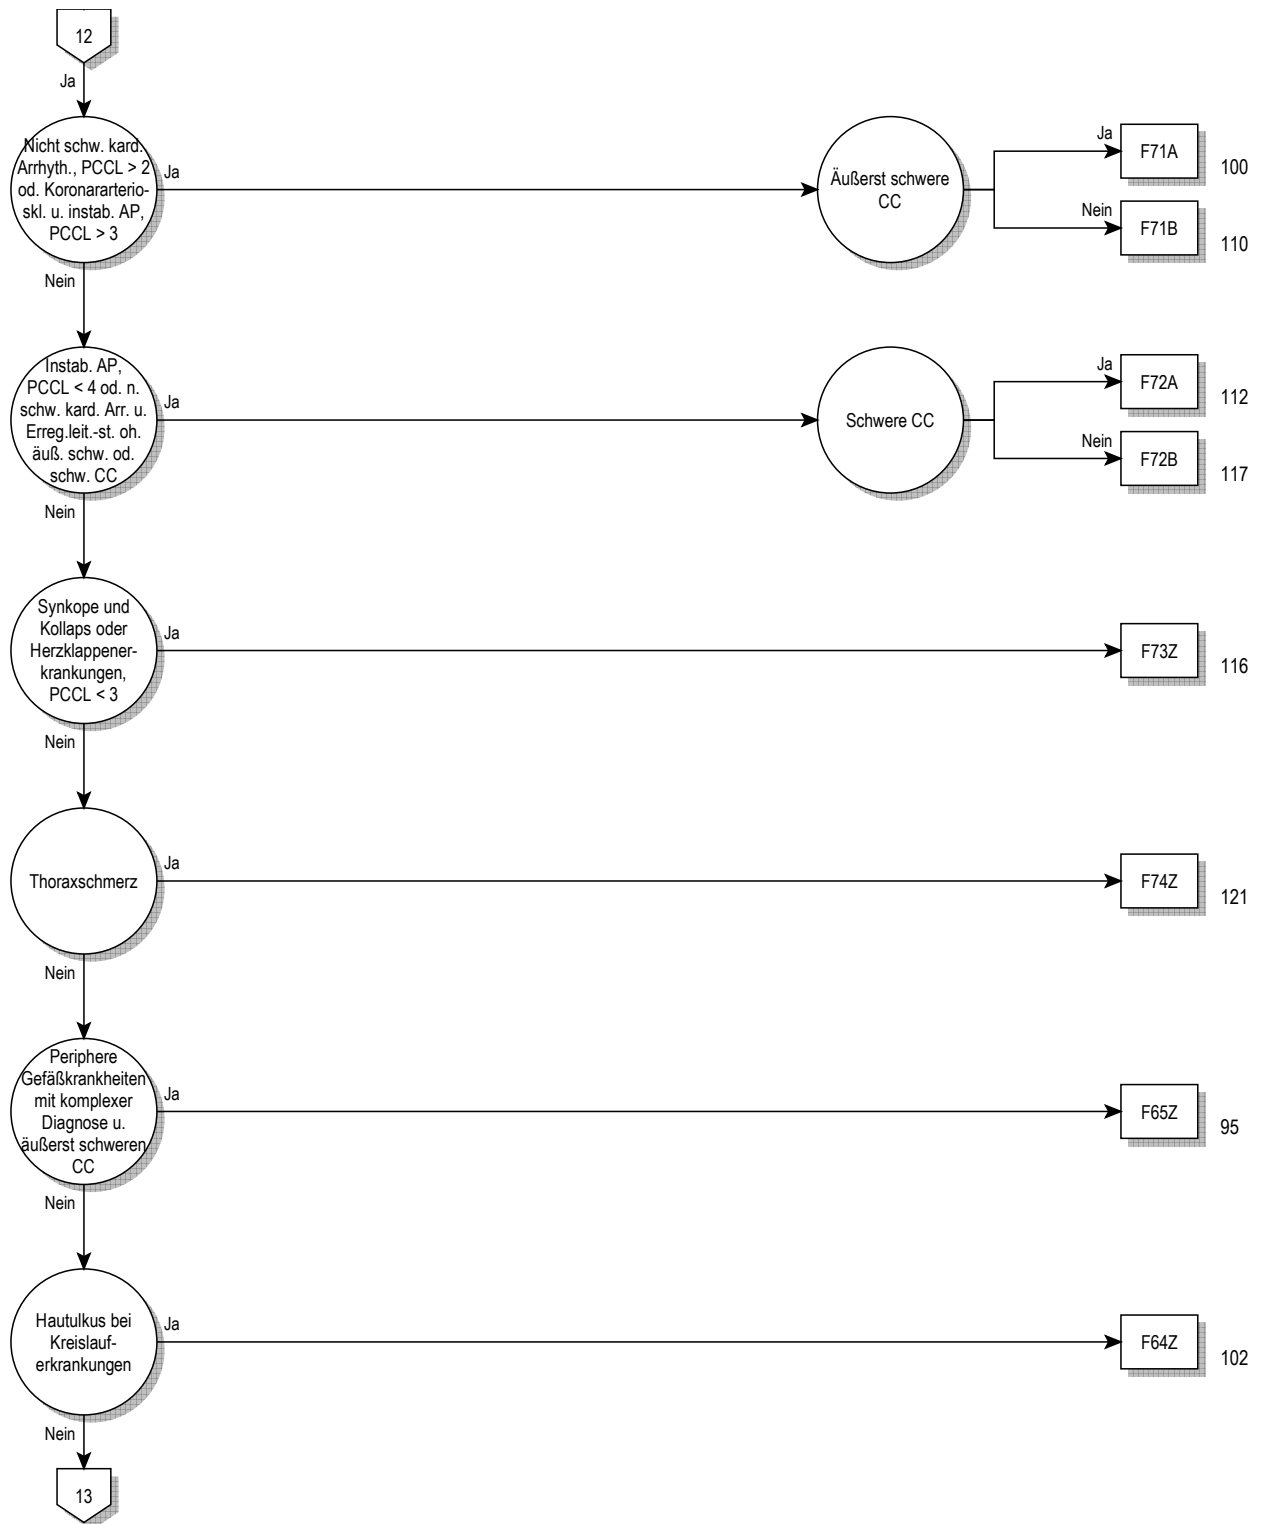 12
Ja
Nicht schw. kard.
Arrhyth., PCCL > 2
od. Koronararterio-
skl. u. instab. AP,
PCCL > 3
Ja
Äußerst schwere
CC
Ja
F71A
100
Nein
F71B
110
Nein
Instab. AP,
PCCL < 4 od. n.
schw. kard. Arr. u.
Erreg.leit.-st. oh.
äuß. schw. od.
schw. CC
Ja
Schwere CC
Ja
F72A
112
Nein
F72B
117
Nein
Synkope und
Kollaps oder
Herzklappener-
krankungen,
PCCL < 3
Ja
F73Z
116
Nein
Thoraxschmerz
Ja
F74Z
121
Nein
Periphere
Gefäßkrankheiten
mit komplexer
Diagnose u.
äußerst schweren
CC
Ja
F65Z
95
Nein
Hautulkus bei
Kreislauf-
erkrankungen
Ja
F64Z
102
Nein
13